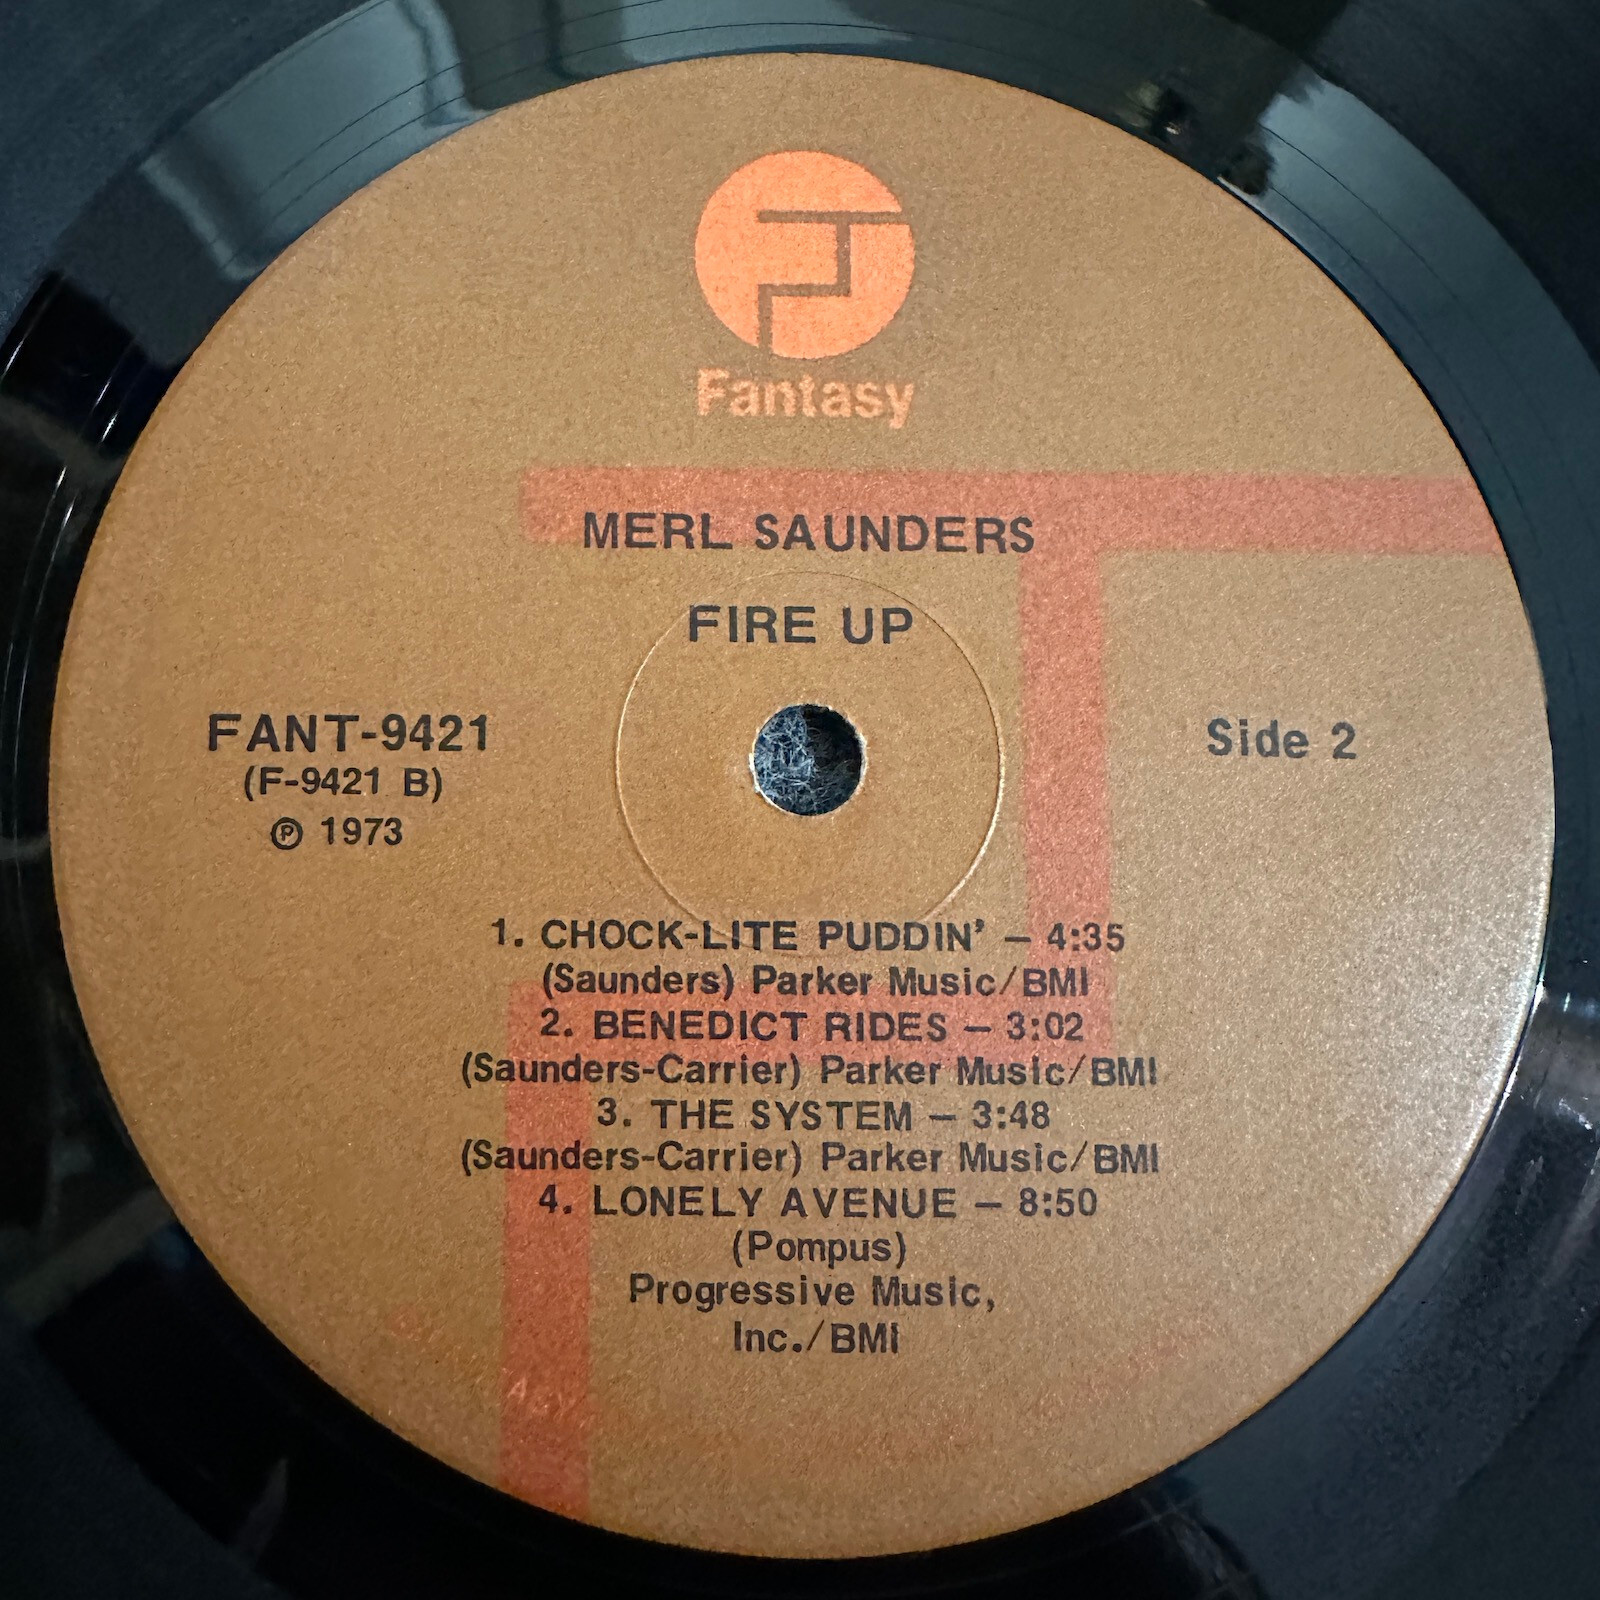 Fantasy
MERL SAUNDERS
FIRE UP
FANT-9421
(F-9421 B)
℗ 1973
Side 2
1. CHOCK-LITE PUDDIN' – 4:35
(Saunders) Parker Music/BMI
2. BENEDICT RIDES – 3:02
(Saunders-Carrier) Parker Music/BMI
3. THE SYSTEM – 3:48
(Saunders-Carrier) Parker Music/BMI
4. LONELY AVENUE – 8:50
(Pompus)
Progressive Music,
Inc./BMI